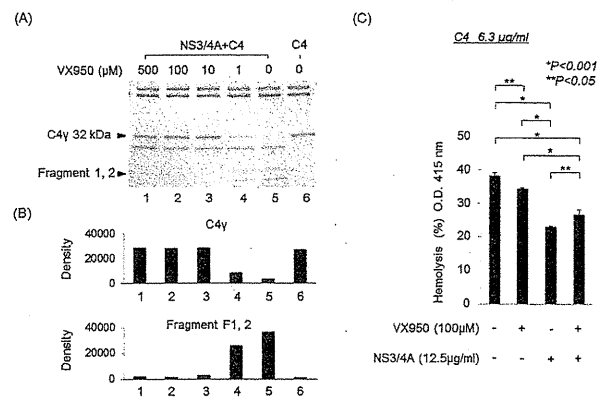 (A)
NS3/4A+C4 C4
VX950 (µM) 500 100 10 1 0 0
C4γ 32 kDa
Fragment 1, 2
1 2 3 4 5 6
(B)
C4γ
Density
40000
20000
0
1 2 3 4 5 6
Fragment F1, 2
Density
40000
20000
0
1 2 3 4 5 6
(C)
C4 6.3 µg/ml
*P<0.001
**P<0.05
**
*
*
*
*
**
Hemolysis (%) O.D. 415 nm
50
40
30
20
10
0
VX950 (100µM) - + - +
NS3/4A (12.5µg/ml) - - + +